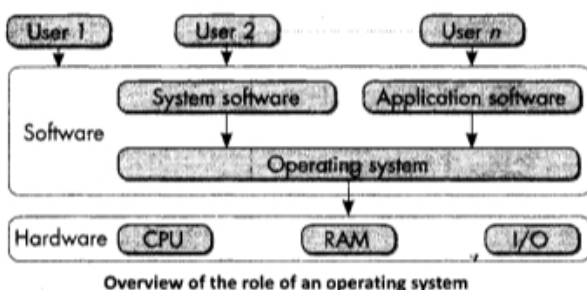 User 1 User 2 User n
System software Application software
Software
Operating system
Hardware CPU RAM I/O
Overview of the role of an operating system